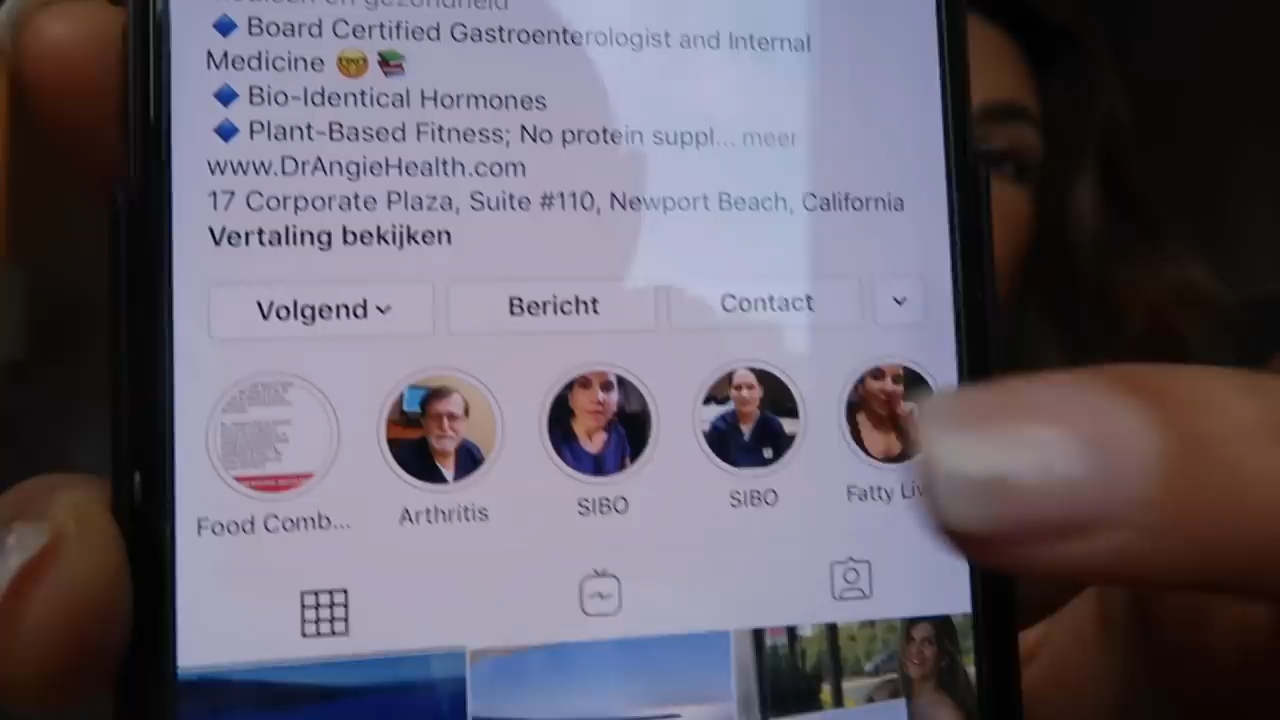 Board Certified Gastroenterologist and Internal
Medicine
Bio-Identical Hormones
Plant-Based Fitness; No protein suppl... meer
www.DrAngieHealth.com
17 Corporate Plaza, Suite #110, Newport Beach, California
Vertaling bekijken
Volgend
Bericht
Contact
Food Comb...
Arthritis
SIBO
SIBO
Fatty